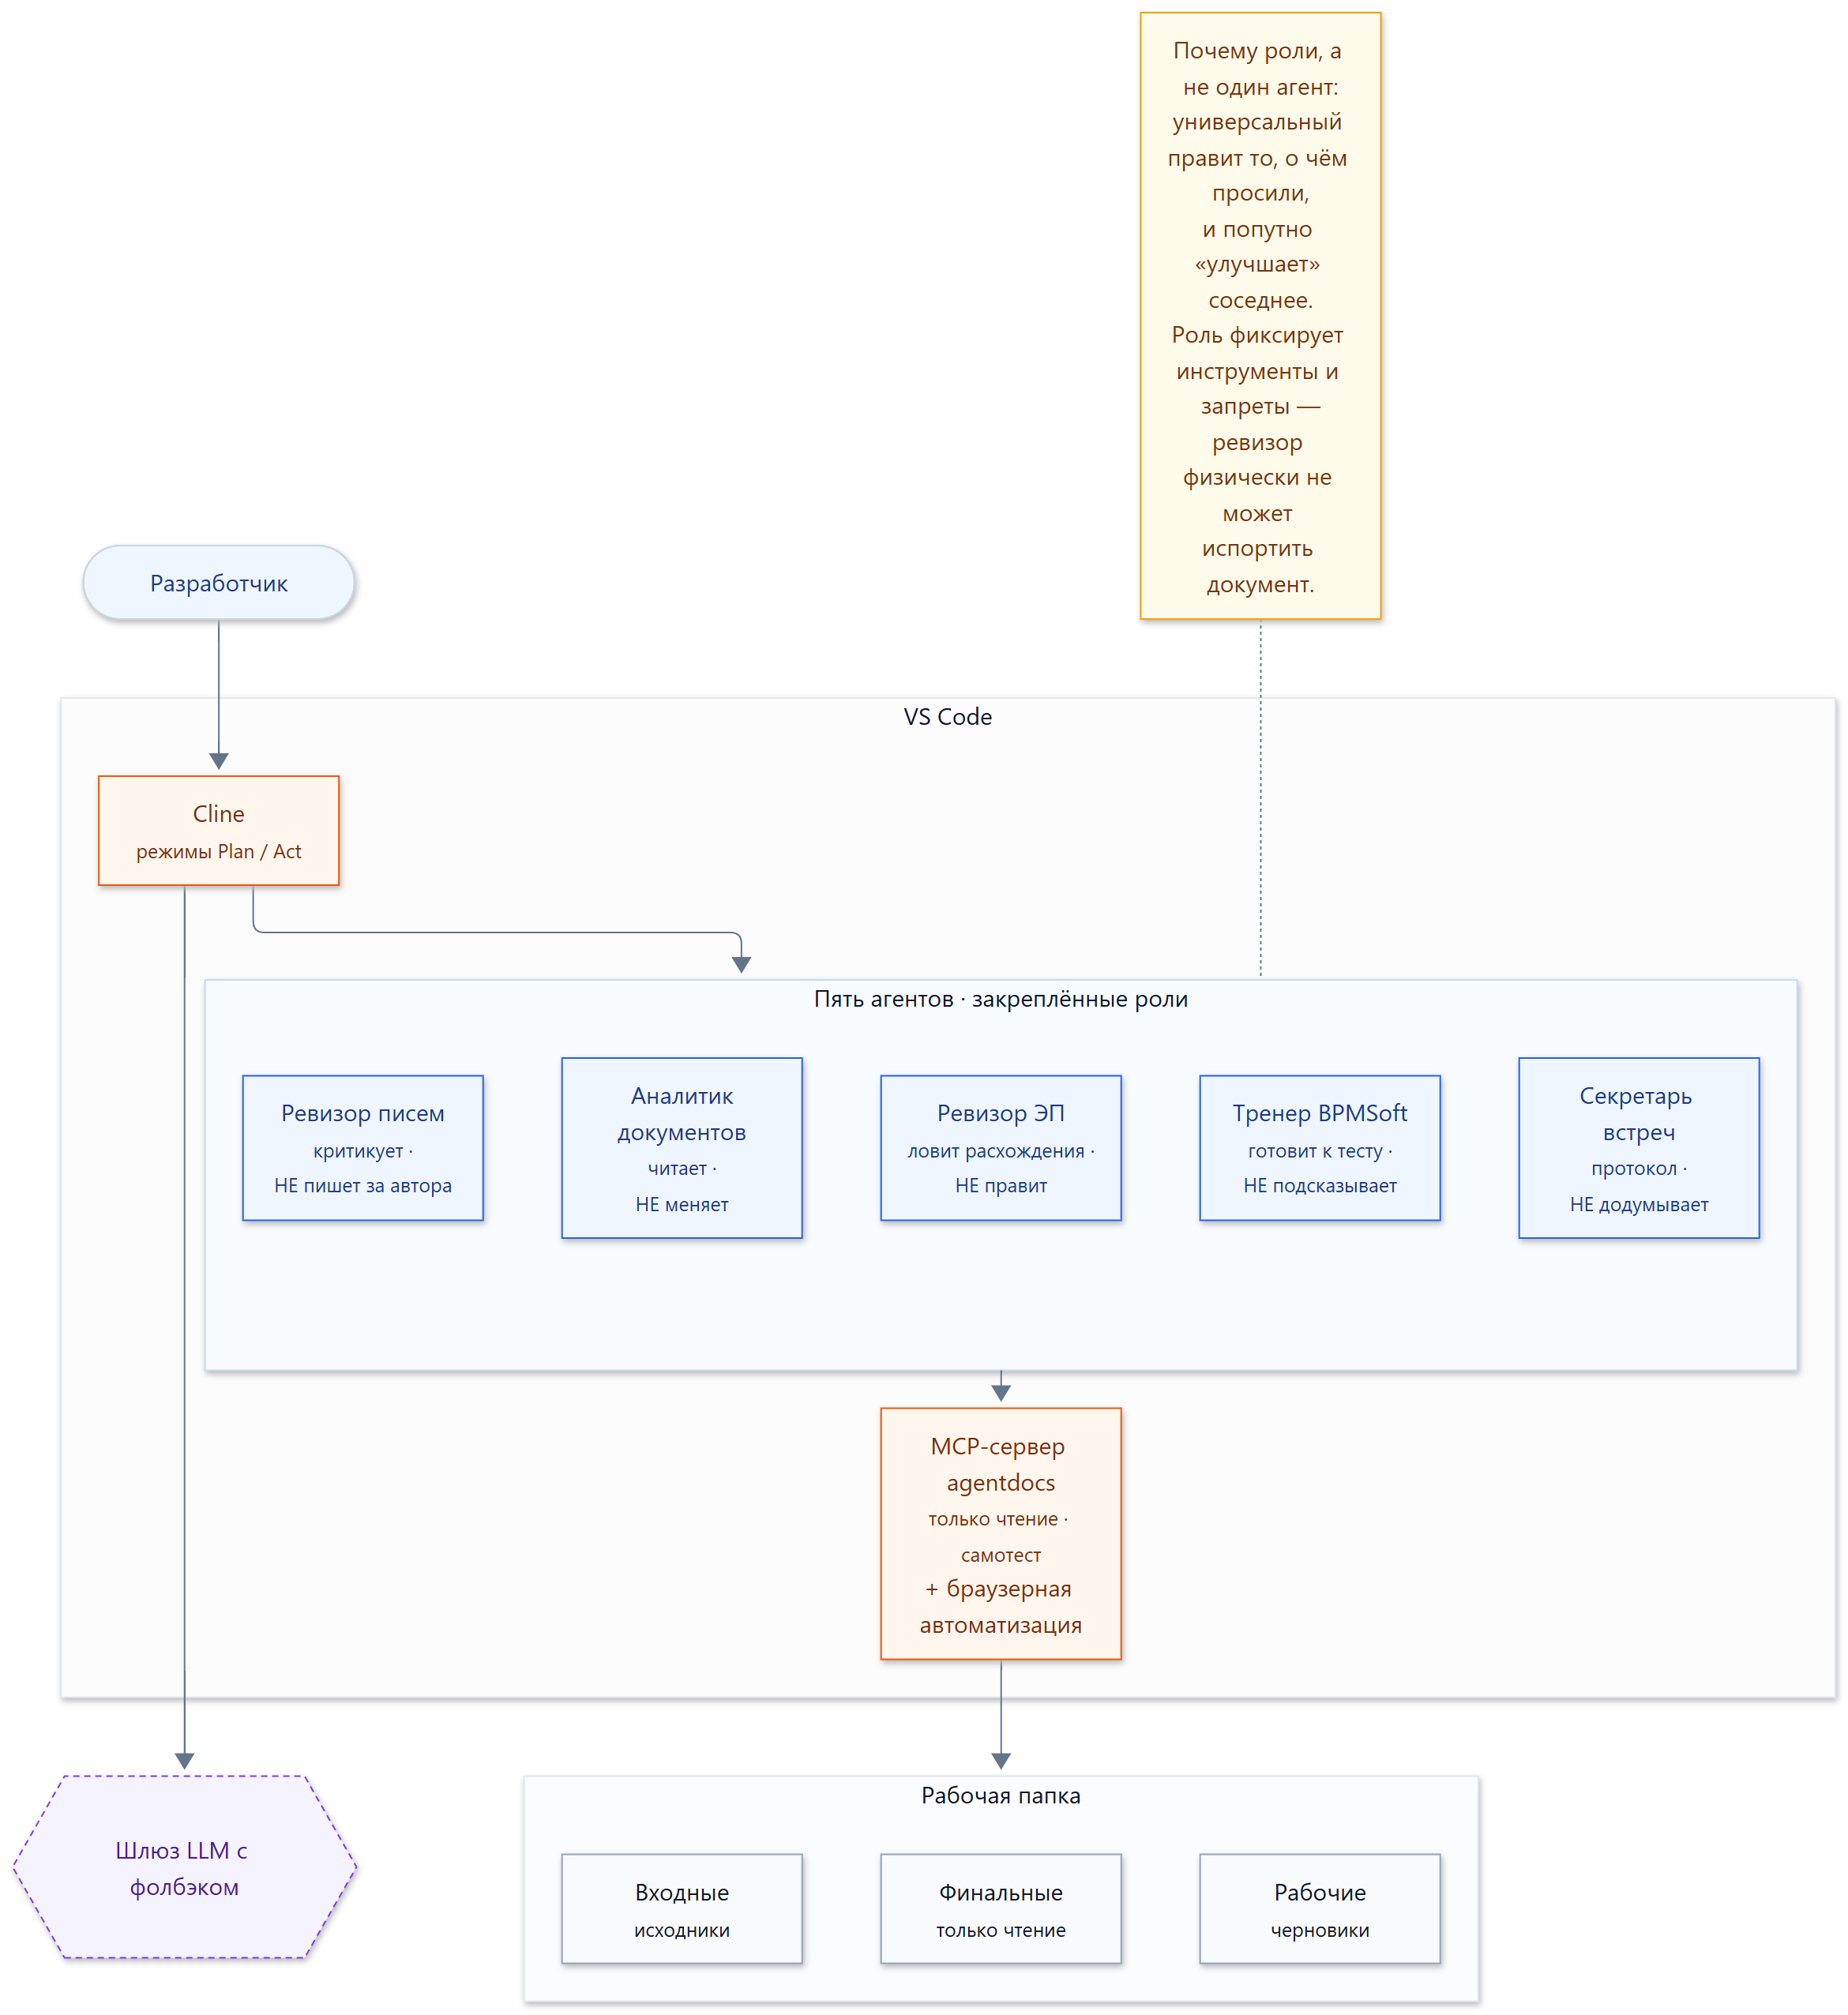 Почему роли, а
не один агент:
универсальный
правит то, о чём
просили,
и попутно
«улучшает»
соседнее.
Роль фиксирует
инструменты и
запреты —
ревизор
физически не
может
испортить
документ.
Разработчик
VS Code
Cline
режимы Plan / Act
Пять агентов · закреплённые роли
Ревизор писем
критикует ·
НЕ пишет за автора
Аналитик
документов
читает ·
НЕ меняет
Ревизор ЭП
ловит расхождения ·
НЕ правит
Тренер BPMSoft
готовит к тесту ·
НЕ подсказывает
Секретарь
встреч
протокол ·
НЕ додумывает
MCP-сервер
agentdocs
только чтение ·
самотест
+ браузерная
автоматизация
Шлюз LLM с
фолбэком
Рабочая папка
Входные
исходники
Финальные
только чтение
Рабочие
черновики